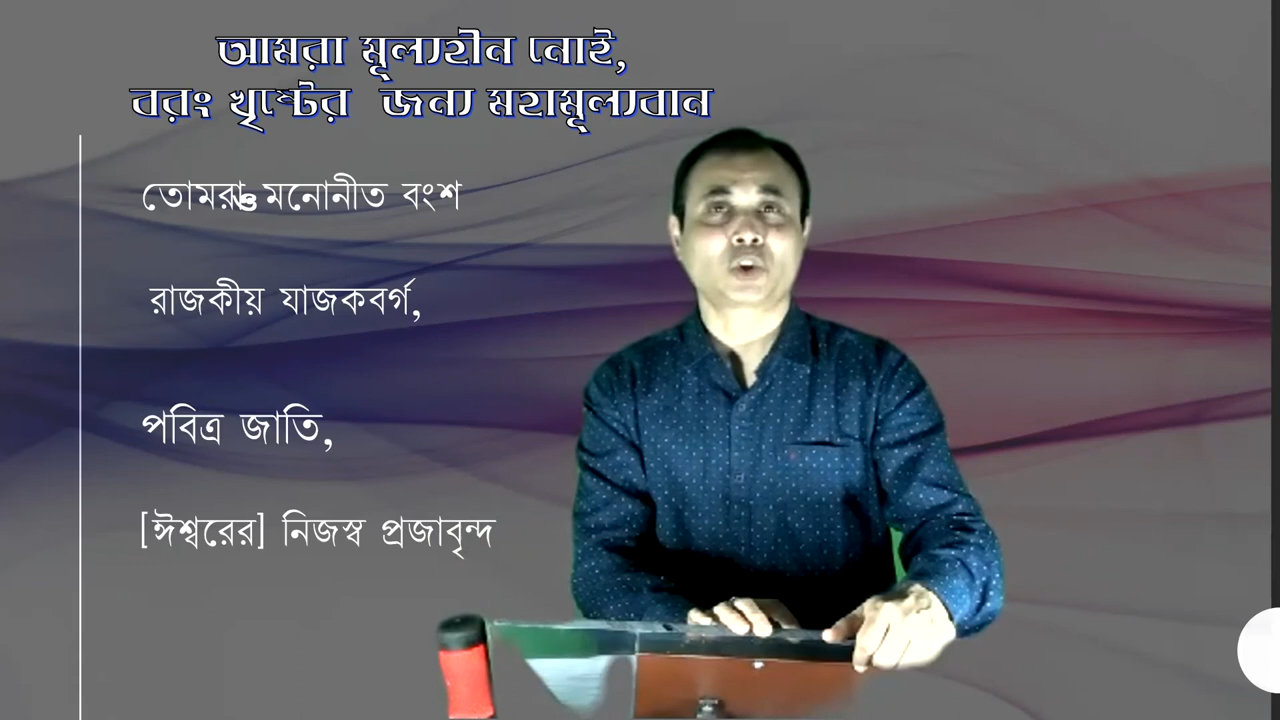 আমরা মূল্যহীন নোই,
বরং খৃষ্টের জন্য মহামূল্যবান
তোমরাও মনোনীত বংশ
রাজকীয় যাজকবর্গ,
পবিত্র জাতি,
[ঈশ্বরের] নিজস্ব প্রজাবৃন্দ